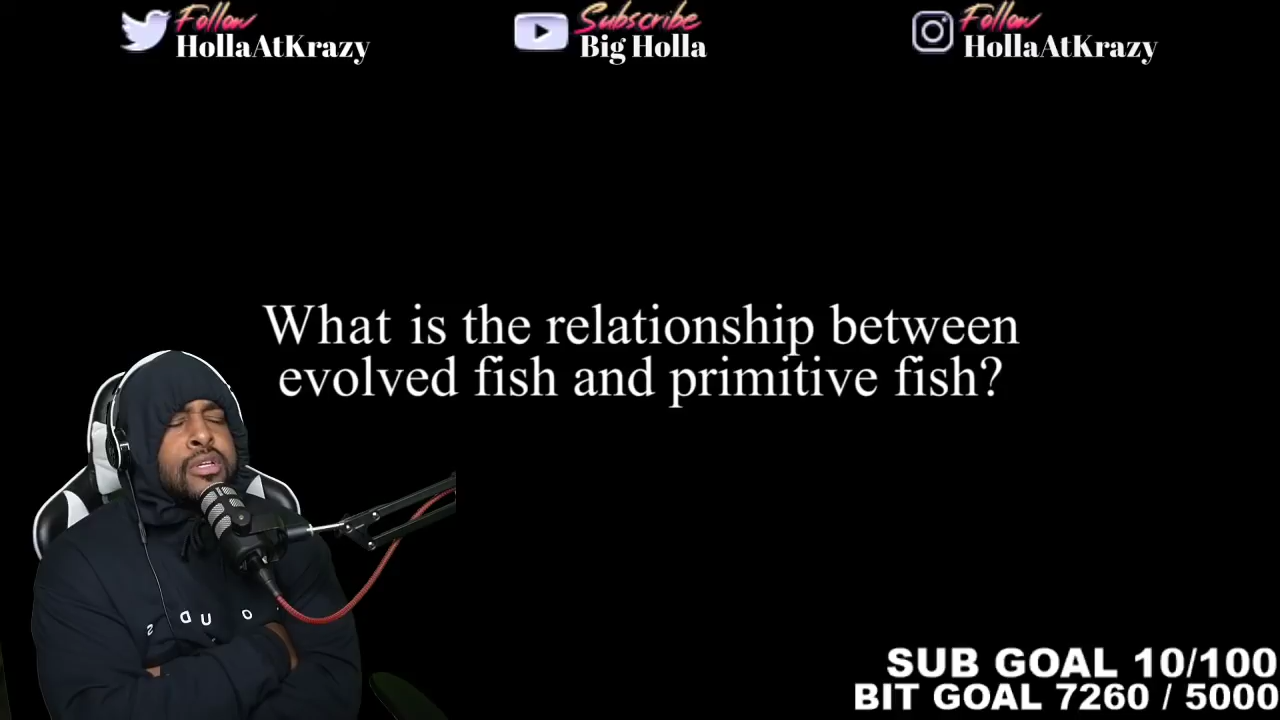 Follow
HollaAtKrazy
Subscribe
Big Holla
Follow
HollaAtKrazy
What is the relationship between
evolved fish and primitive fish?
SUB GOAL 10/100
BIT GOAL 7260 / 5000